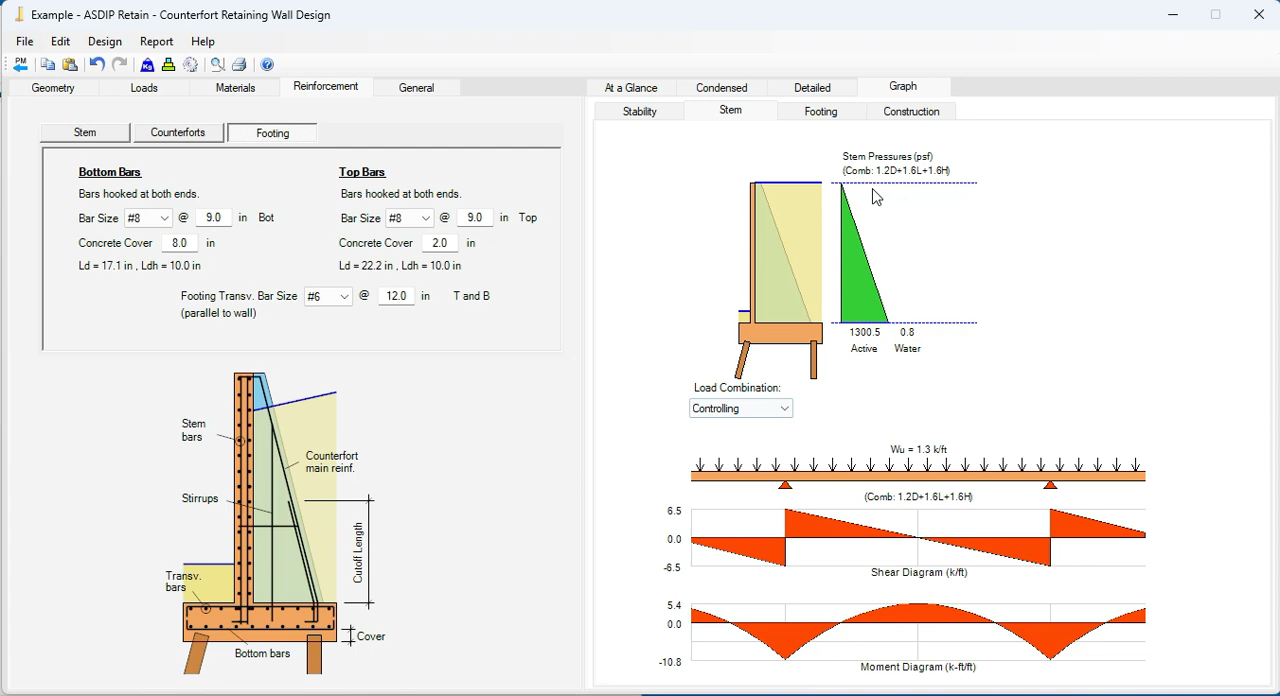 Example - ASDIP Retain - Counterfort Retaining Wall Design
File Edit Design Report Help
PM Kg
Geometry Loads Materials Reinforcement General
At a Glance Condensed Detailed Graph
Stability Stem Footing Construction
Stem Counterforts Footing
Bottom Bars
Bars hooked at both ends.
Bar Size #8 @ 9.0 in Bot
Concrete Cover 8.0 in
Ld = 17.1 in , Ldh = 10.0 in
Top Bars
Bars hooked at both ends.
Bar Size #8 @ 9.0 in Top
Concrete Cover 2.0 in
Ld = 22.2 in , Ldh = 10.0 in
Footing Transv. Bar Size #6 @ 12.0 in T and B
(parallel to wall)
Stem
bars
Counterfort
main reinf.
Stirrups
Cutoff Length
Transv.
bars
Cover
Bottom bars
Stem Pressures (psf)
(Comb: 1.2D+1.6L+1.6H)
1300.5 0.8
Active Water
Load Combination:
Controlling
Wu = 1.3 k/ft
(Comb: 1.2D+1.6L+1.6H)
6.5
0.0
-6.5
Shear Diagram (k/ft)
5.4
0.0
-10.8
Moment Diagram (k-ft/ft)